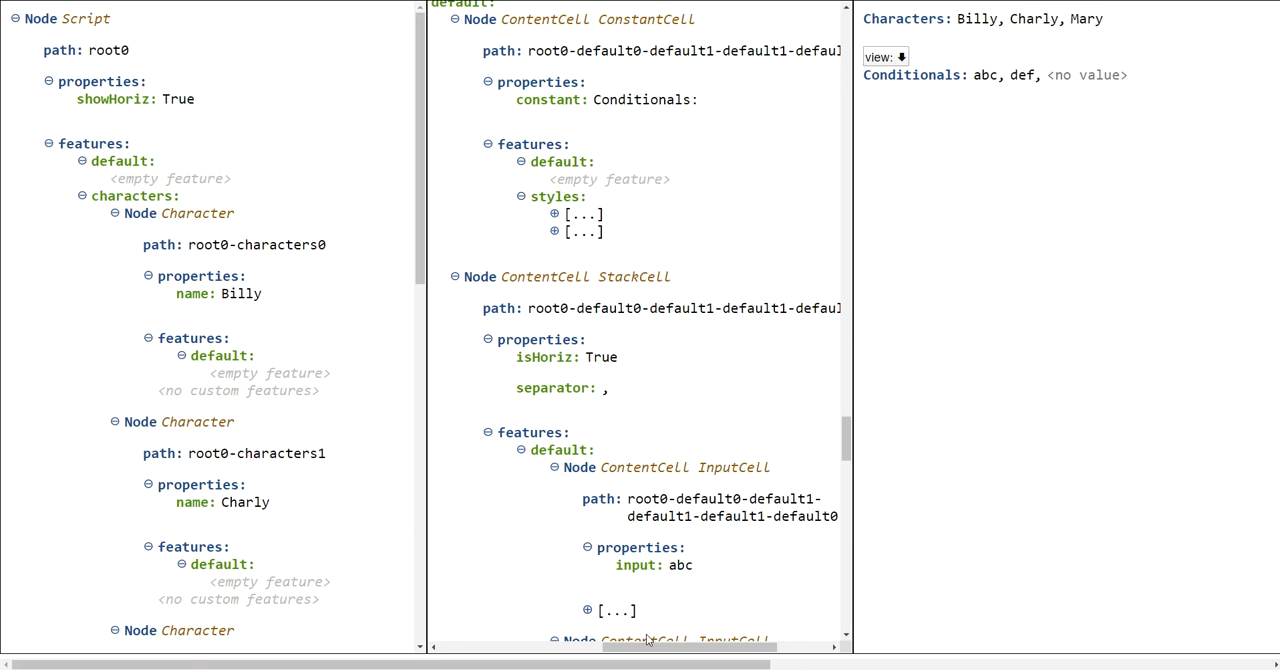 Node Script
path: root0
properties:
showHoriz: True
features:
default:
<empty feature>
characters:
Node Character
path: root0-characters0
properties:
name: Billy
features:
default:
<empty feature>
<no custom features>
Node Character
path: root0-characters1
properties:
name: Charly
features:
default:
<empty feature>
<no custom features>
Node Character
default:
Node ContentCell ConstantCell
path: root0-default0-default1-default1-defaul
properties:
constant: Conditionals:
features:
default:
<empty feature>
styles:
[...]
[...]
Node ContentCell StackCell
path: root0-default0-default1-default1-defaul
properties:
isHoriz: True
separator: ,
features:
default:
Node ContentCell InputCell
path: root0-default0-default1-
default1-default1-default0
properties:
input: abc
[...]
Node ContentCell InputCell
Characters: Billy, Charly, Mary
view: ⬇
Conditionals: abc, def, <no value>